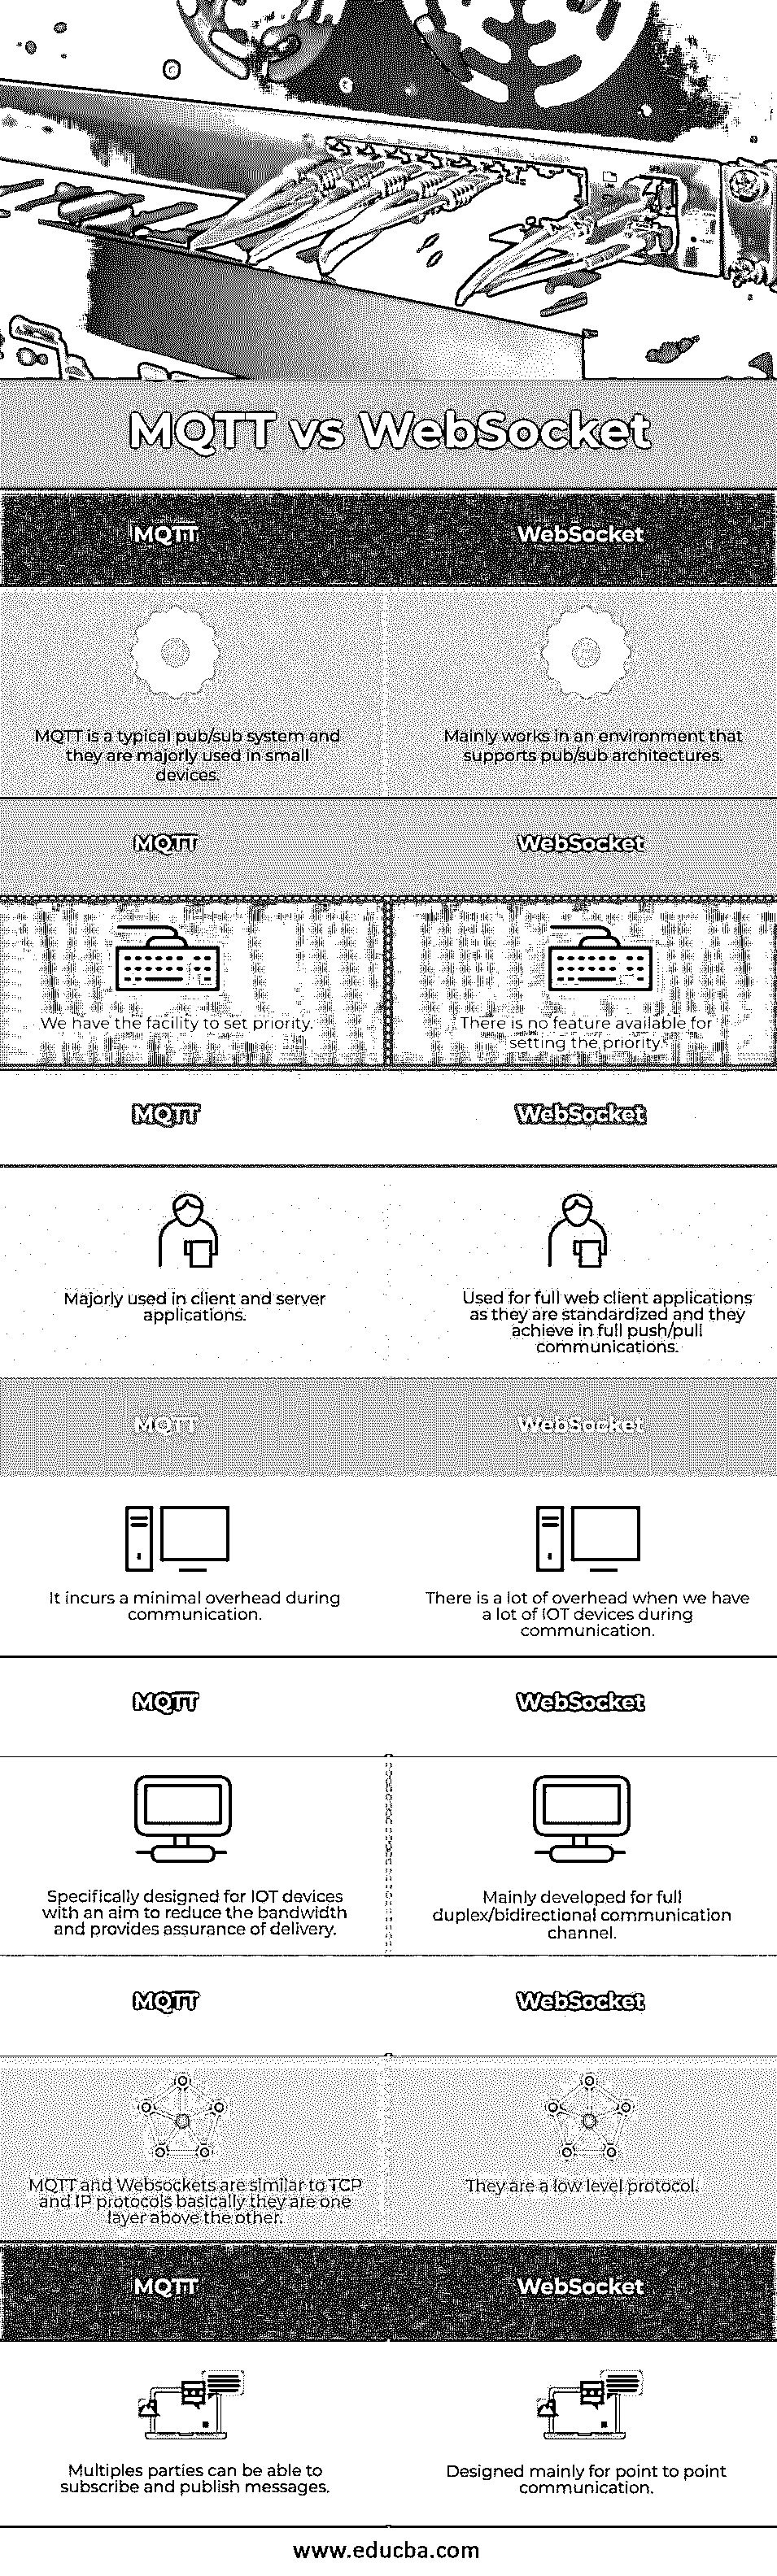 MQTT vs WebSocket
MQTT
WebSocket
MQTT is a typical pub/sub system and
they are majorly used in small
devices.
Mainly works in an environment that
supports pub/sub architectures.
MQTT
WebSocket
We have the facility to set priority.
There is no feature available for
setting the priority.
MQTT
WebSocket
Majorly used in client and server
applications.
Used for full web client applications
as they are standardized and they
achieve in full push/pull
communications.
MQTT
WebSocket
It incurs a minimal overhead during
communication.
There is a lot of overhead when we have
a lot of IOT devices during
communication.
MQTT
WebSocket
Specifically designed for IOT devices
with an aim to reduce the bandwidth
and provides assurance of delivery.
Mainly developed for full
duplex/bidirectional communication
channel.
MQTT
WebSocket
MQTT and Websockets are similar to TCP
and IP protocols basically they are one
layer above the other.
They are a low level protocol.
MQTT
WebSocket
Multiples parties can be able to
subscribe and publish messages.
Designed mainly for point to point
communication.
www.educba.com